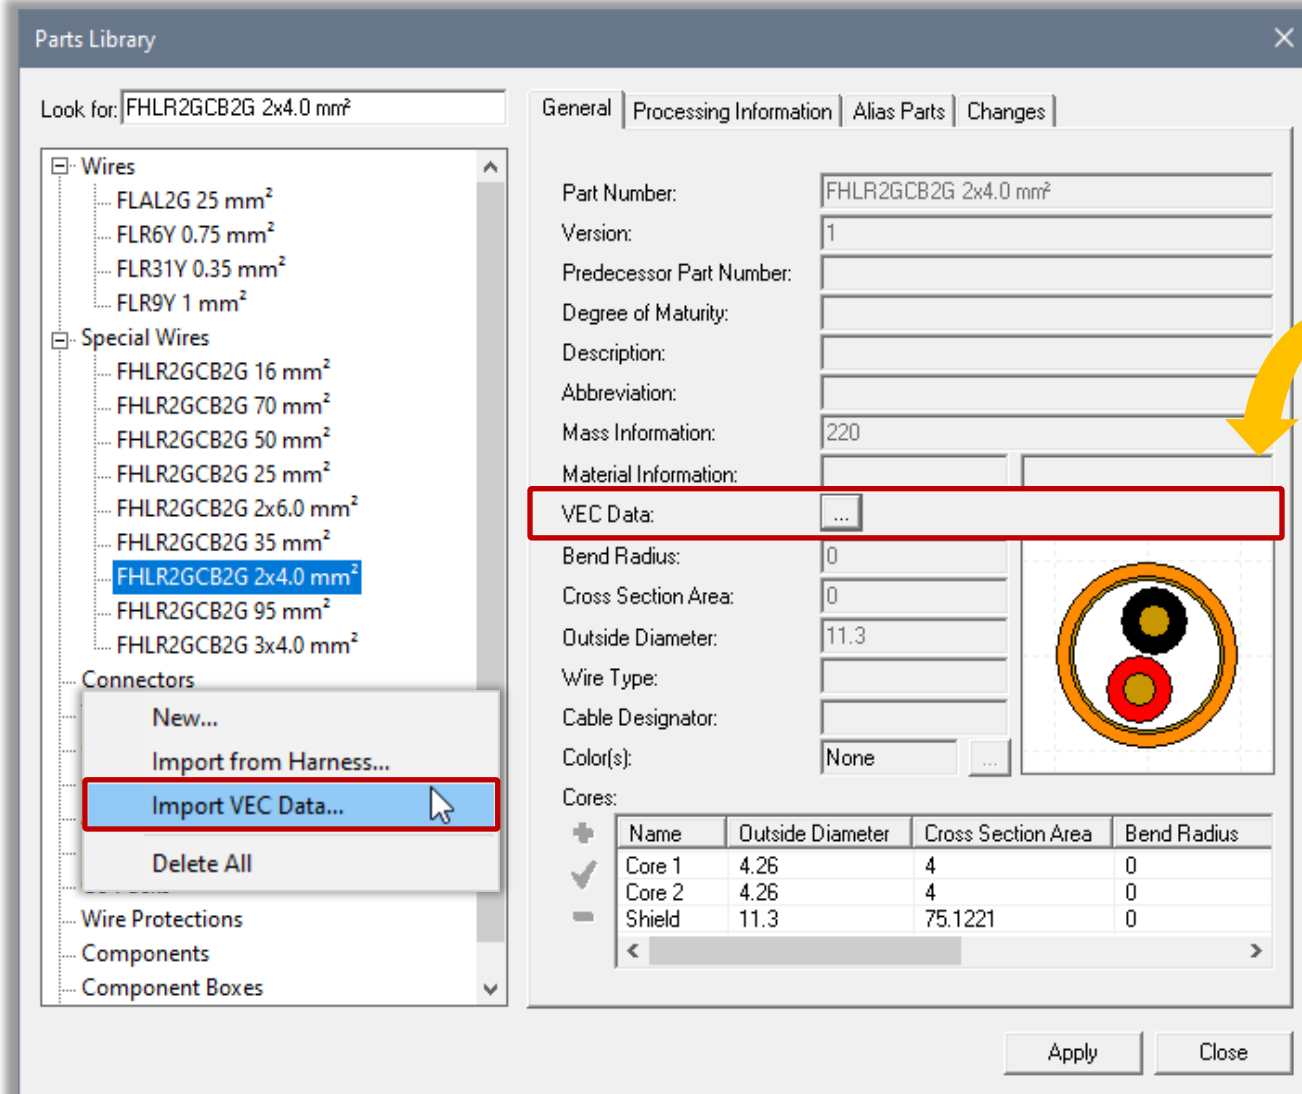 Parts Library
Look for: FHLR2GCB2G 2x4.0 mm²
Wires
FLAL2G 25 mm²
FLR6Y 0.75 mm²
FLR31Y 0.35 mm²
FLR9Y 1 mm²
Special Wires
FHLR2GCB2G 16 mm²
FHLR2GCB2G 70 mm²
FHLR2GCB2G 50 mm²
FHLR2GCB2G 25 mm²
FHLR2GCB2G 2x6.0 mm²
FHLR2GCB2G 35 mm²
FHLR2GCB2G 2x4.0 mm²
FHLR2GCB2G 95 mm²
FHLR2GCB2G 3x4.0 mm²
Connectors
New...
Import from Harness...
Import VEC Data...
Delete All
Wire Protections
Components
Component Boxes
General Processing Information Alias Parts Changes
Part Number: FHLR2GCB2G 2x4.0 mm²
Version: 1
Predecessor Part Number:
Degree of Maturity:
Description:
Abbreviation:
Mass Information: 220
Material Information:
VEC Data: ...
Bend Radius: 0
Cross Section Area: 0
Outside Diameter: 11.3
Wire Type:
Cable Designator:
Color(s): None ...
Cores:
Name Outside Diameter Cross Section Area Bend Radius
Core 1 4.26 4 0
Core 2 4.26 4 0
Shield 11.3 75.1221 0
Apply Close